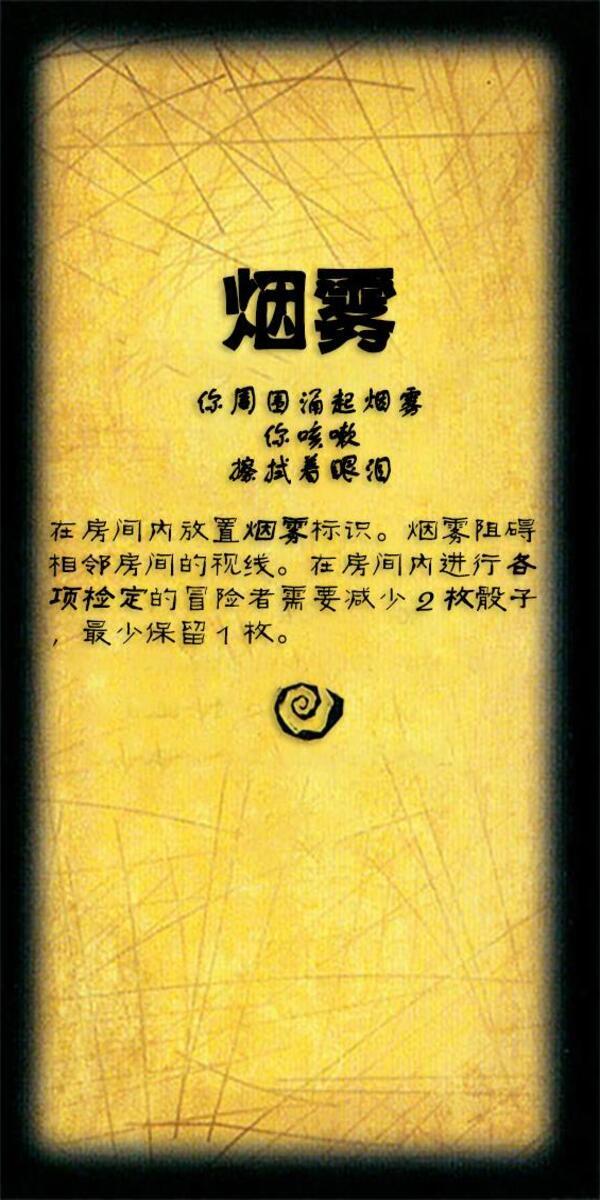 烟雾
你周围涌起烟雾
你咳嗽
擦拭着眼泪
在房间内放置烟雾标识。烟雾阻碍
相邻房间的视线。在房间内进行各
项检定的冒险者需要减少2枚骰子
，最少保留1枚。